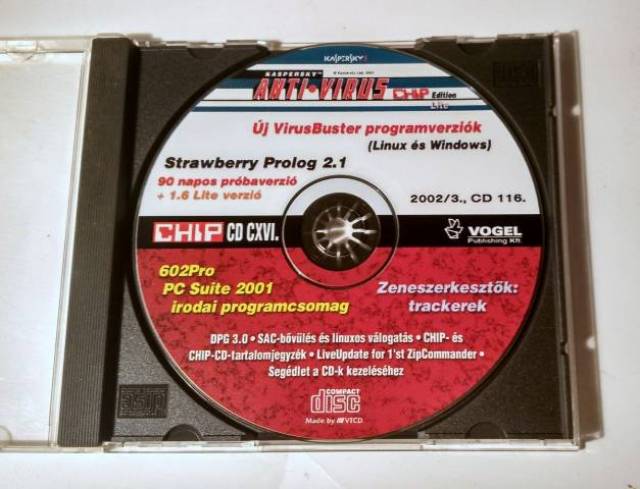 KASPERSKY
KASPERSKY™
ANTI•VIRUS CHIP Edition
Lite
Új VirusBuster programverziók
(Linux és Windows)
Strawberry Prolog 2.1
90 napos próbaverzió
+ 1.6 Lite verzió
2002/3., CD 116.
CHIP CD CXVI.
VOGEL
Publishing Kft.
602Pro
PC Suite 2001
irodai programcsomag
Zeneszerkesztők:
trackerek
DPG 3.0 • SAC-bővülés és linuxos válogatás • CHIP- és
CHIP-CD-tartalomjegyzék • LiveUpdate for 1'st ZipCommander •
Segédlet a CD-k kezeléséhez
COMPACT
disc
Made by VTCD